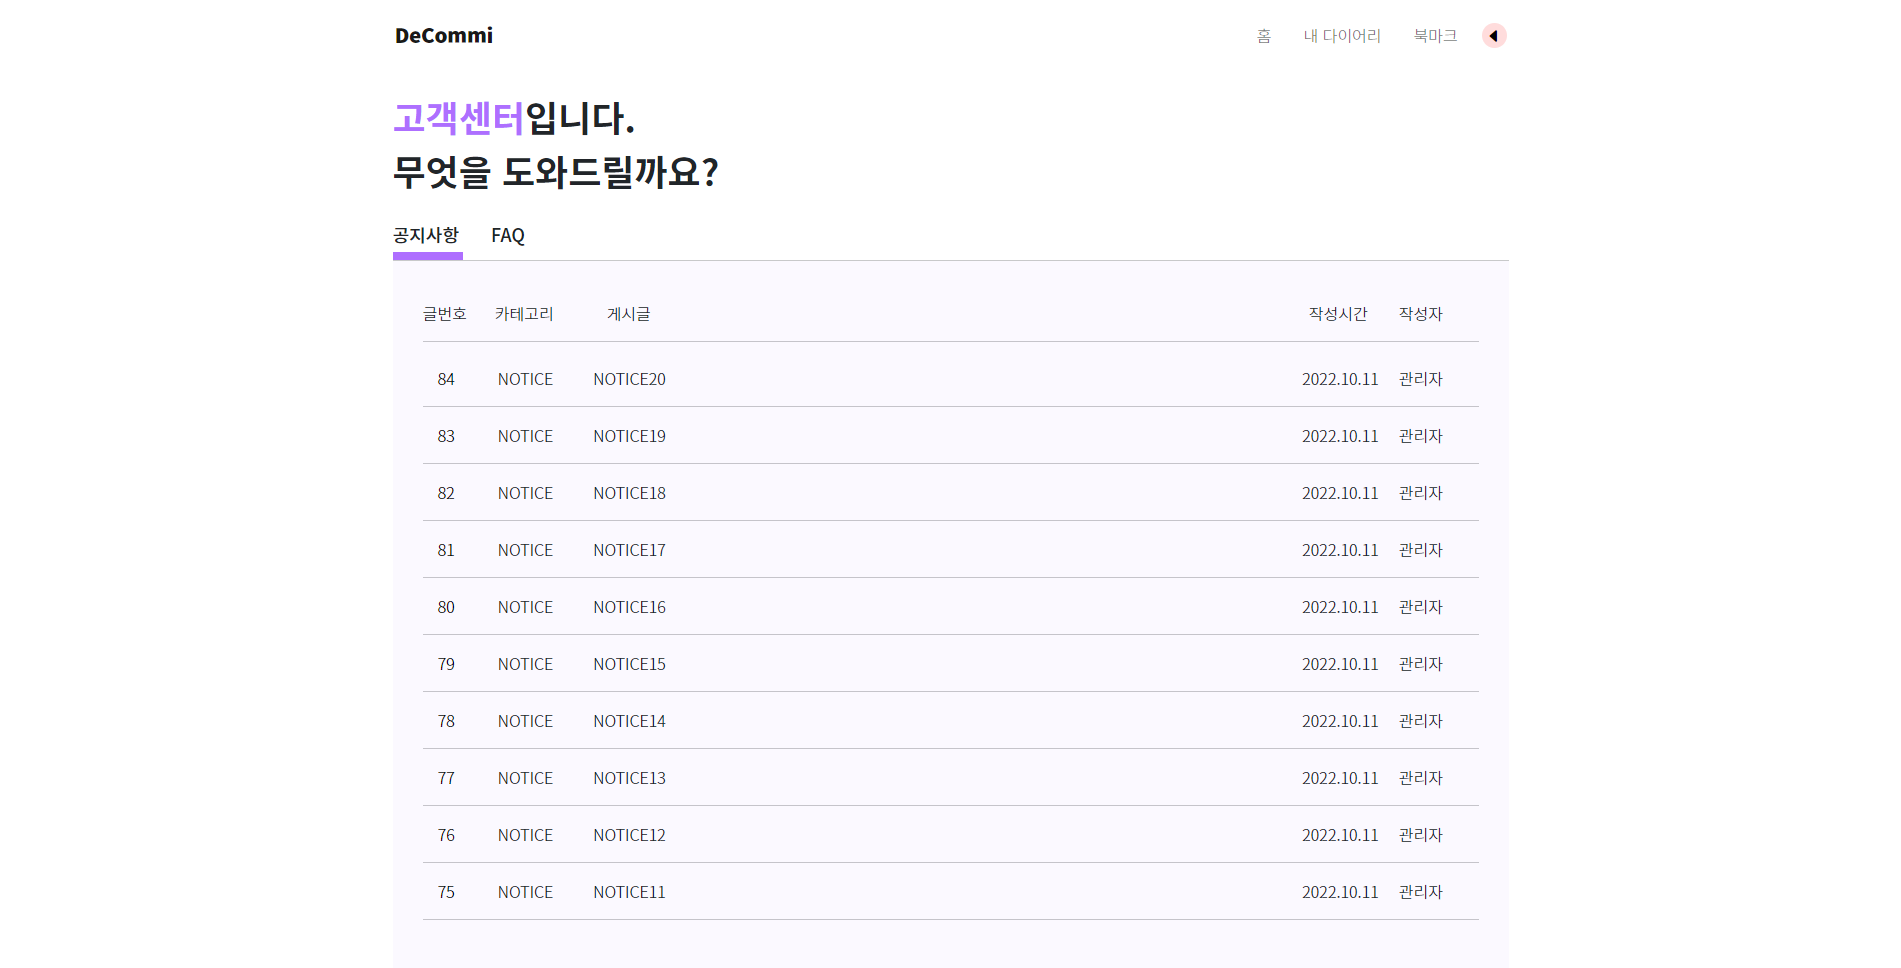 DeCommi 홈 내 다이어리 북마크
고객센터입니다.
무엇을 도와드릴까요?
공지사항 FAQ
글번호 카테고리 게시글 작성시간 작성자
84 NOTICE NOTICE20 2022.10.11 관리자
83 NOTICE NOTICE19 2022.10.11 관리자
82 NOTICE NOTICE18 2022.10.11 관리자
81 NOTICE NOTICE17 2022.10.11 관리자
80 NOTICE NOTICE16 2022.10.11 관리자
79 NOTICE NOTICE15 2022.10.11 관리자
78 NOTICE NOTICE14 2022.10.11 관리자
77 NOTICE NOTICE13 2022.10.11 관리자
76 NOTICE NOTICE12 2022.10.11 관리자
75 NOTICE NOTICE11 2022.10.11 관리자